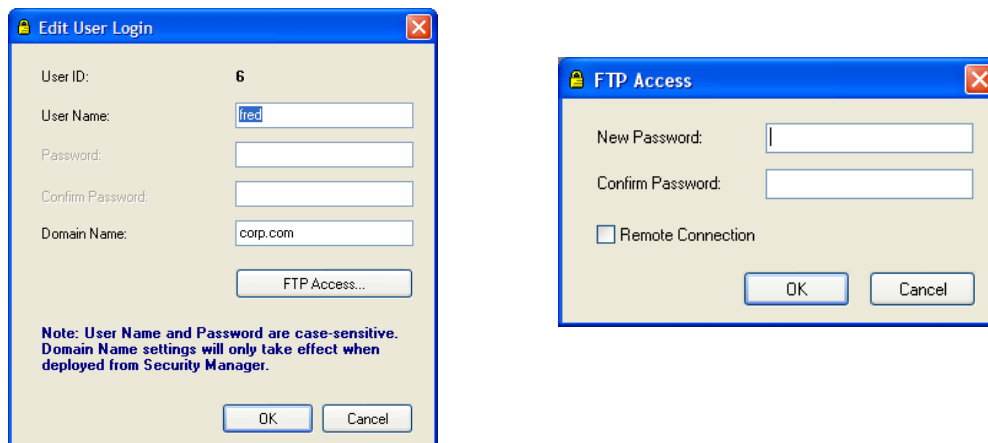 Edit User Login
User ID: 6
User Name: fred
Password:
Confirm Password:
Domain Name: corp.com
FTP Access...
Note: User Name and Password are case-sensitive.
Domain Name settings will only take effect when
deployed from Security Manager.
OK Cancel
FTP Access
New Password:
Confirm Password:
Remote Connection
OK Cancel